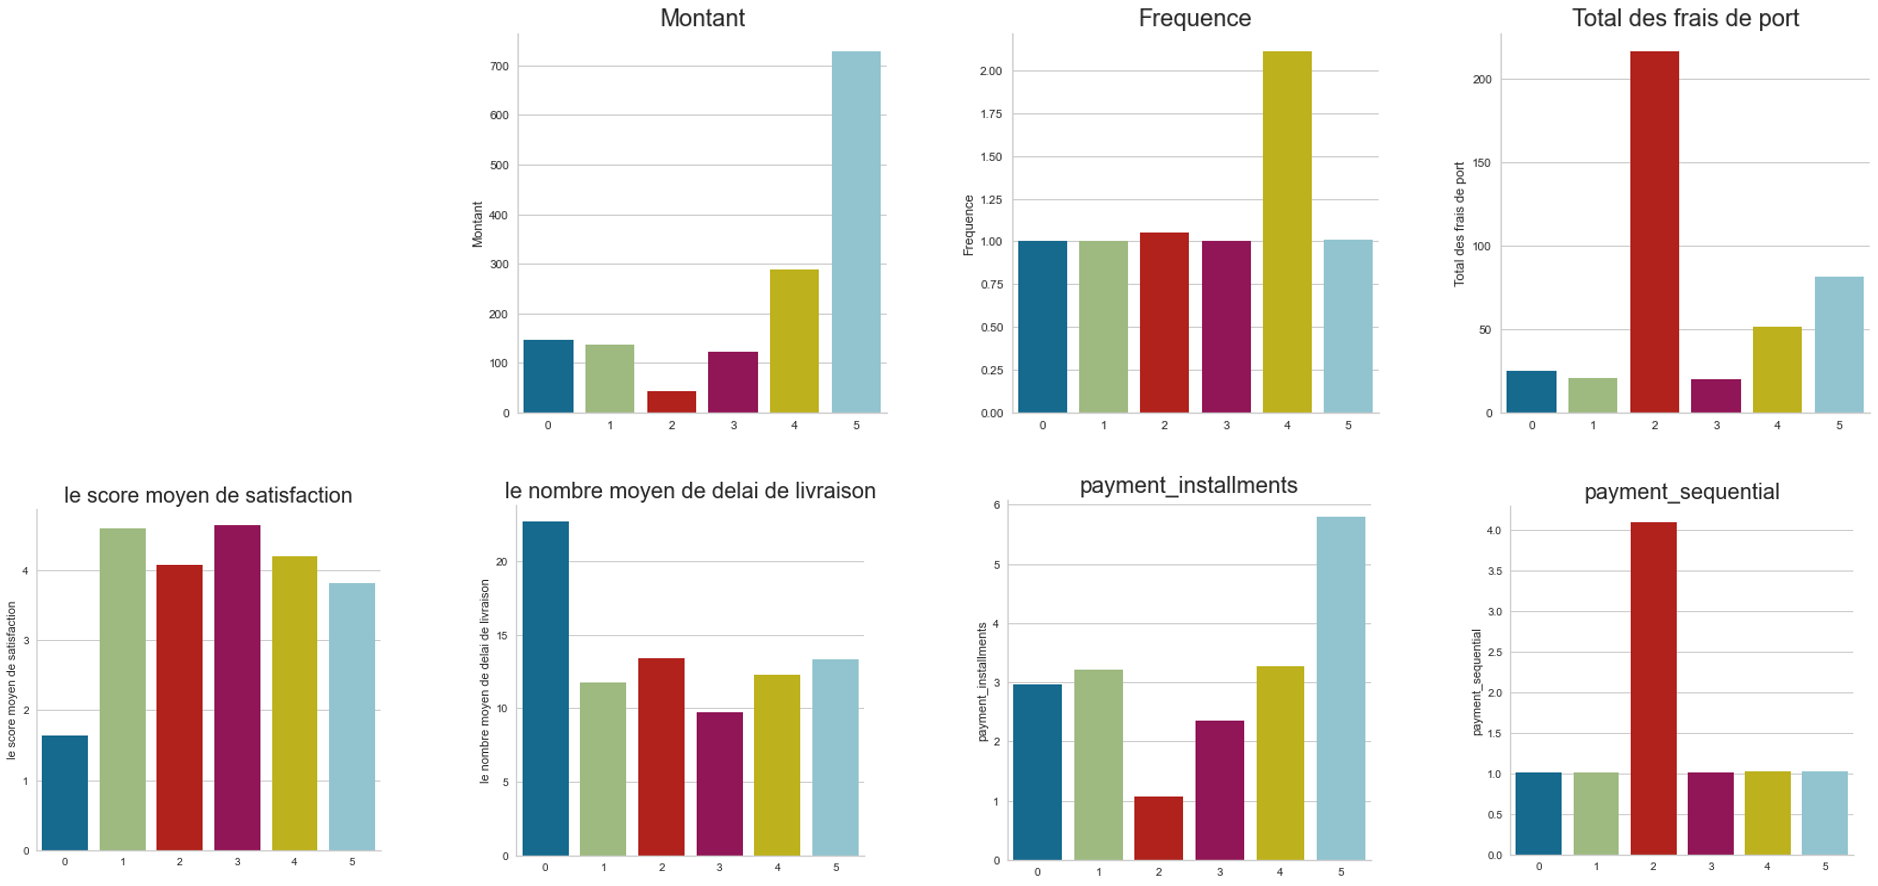 Montant
Montant
700
600
500
400
300
200
100
0
0 1 2 3 4 5
Frequence
Frequence
2.00
1.75
1.50
1.25
1.00
0.75
0.50
0.25
0.00
0 1 2 3 4 5
Total des frais de port
Total des frais de port
200
150
100
50
0
0 1 2 3 4 5
le score moyen de satisfaction
le score moyen de satisfaction
4
3
2
1
0
0 1 2 3 4 5
le nombre moyen de delai de livraison
le nombre moyen de delai de livraison
20
15
10
5
0
0 1 2 3 4 5
payment_installments
payment_installments
6
5
4
3
2
1
0
0 1 2 3 4 5
payment_sequential
payment_sequential
4.0
3.5
3.0
2.5
2.0
1.5
1.0
0.5
0.0
0 1 2 3 4 5